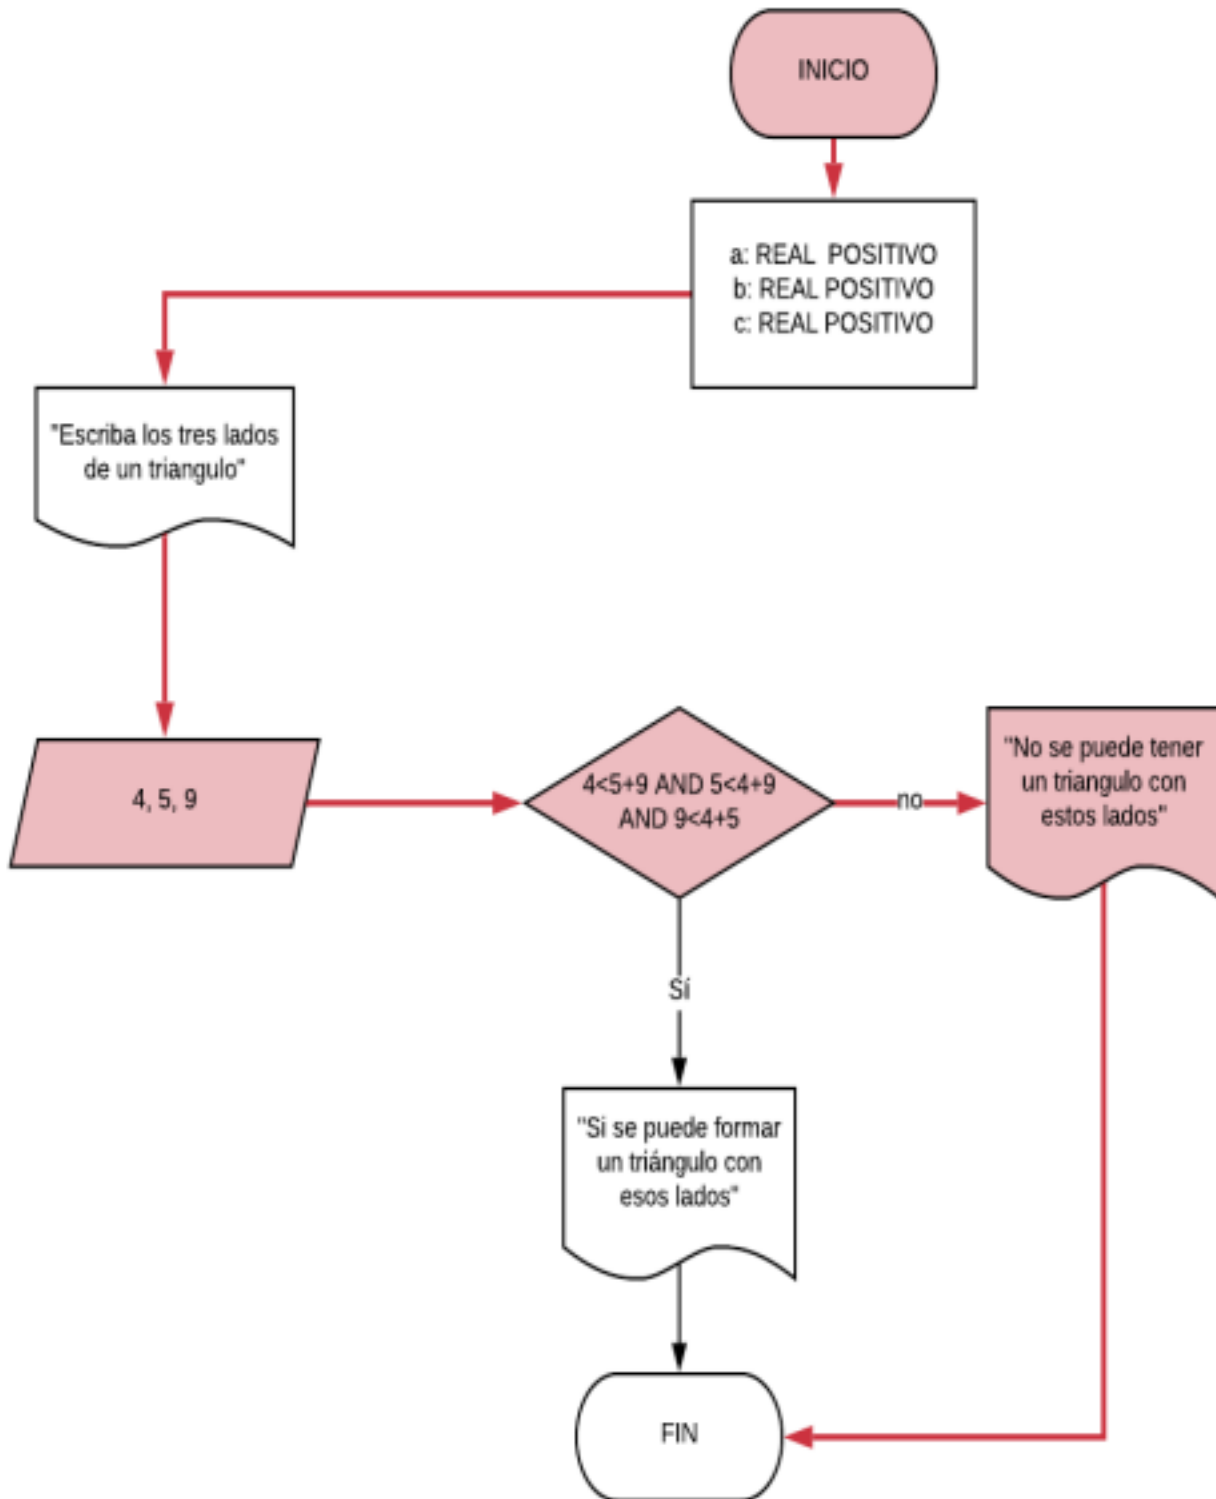 INICIO
a: REAL  POSITIVO
b: REAL POSITIVO
c: REAL POSITIVO
"Escriba los tres lados
de un triangulo"
4, 5, 9
4<5+9 AND 5<4+9
AND 9<4+5
no
"No se puede tener
un triangulo con
estos lados"
Sí
"Si se puede formar
un triángulo con
esos lados"
FIN